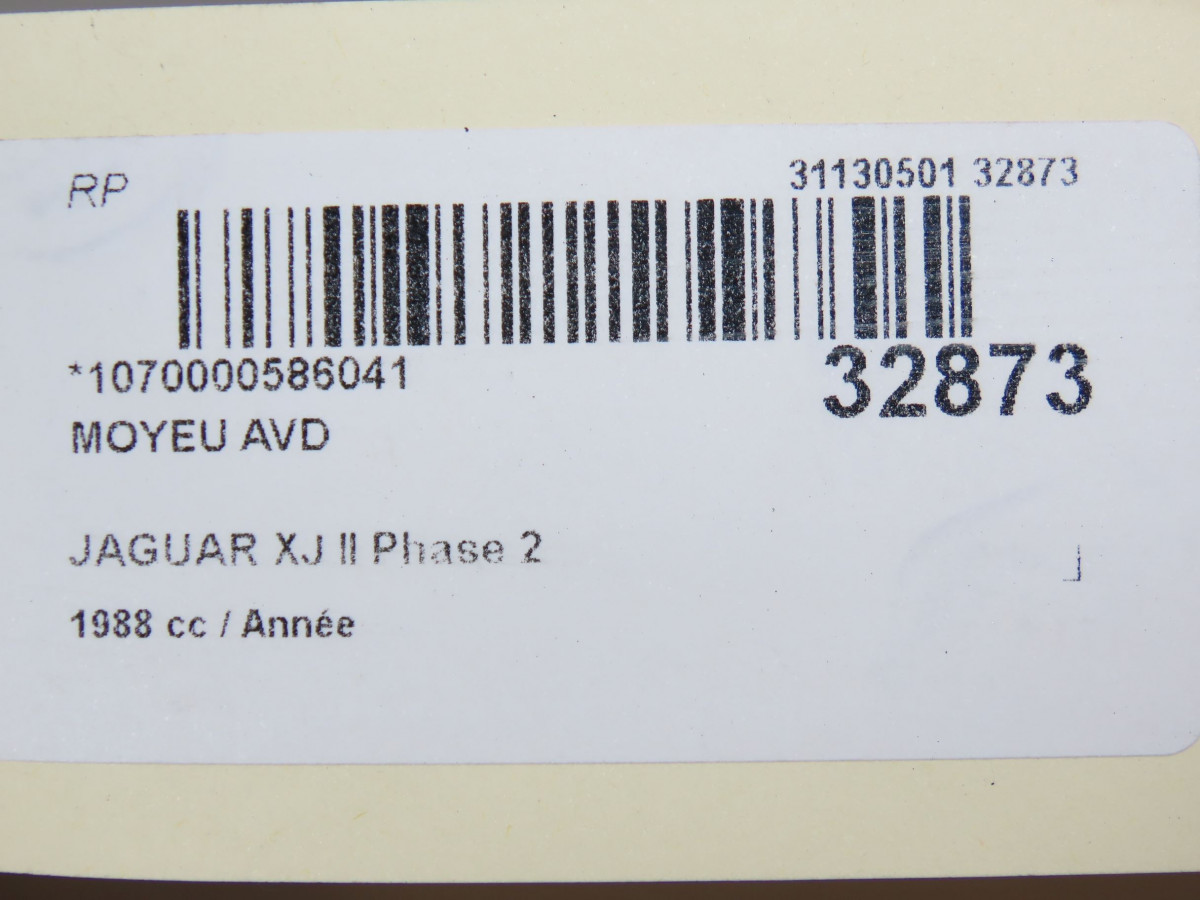 RP
31130501 32873
*1070000586041
32873
MOYEU AVD
JAGUAR XJ II Phase 2
1988 cc / Année